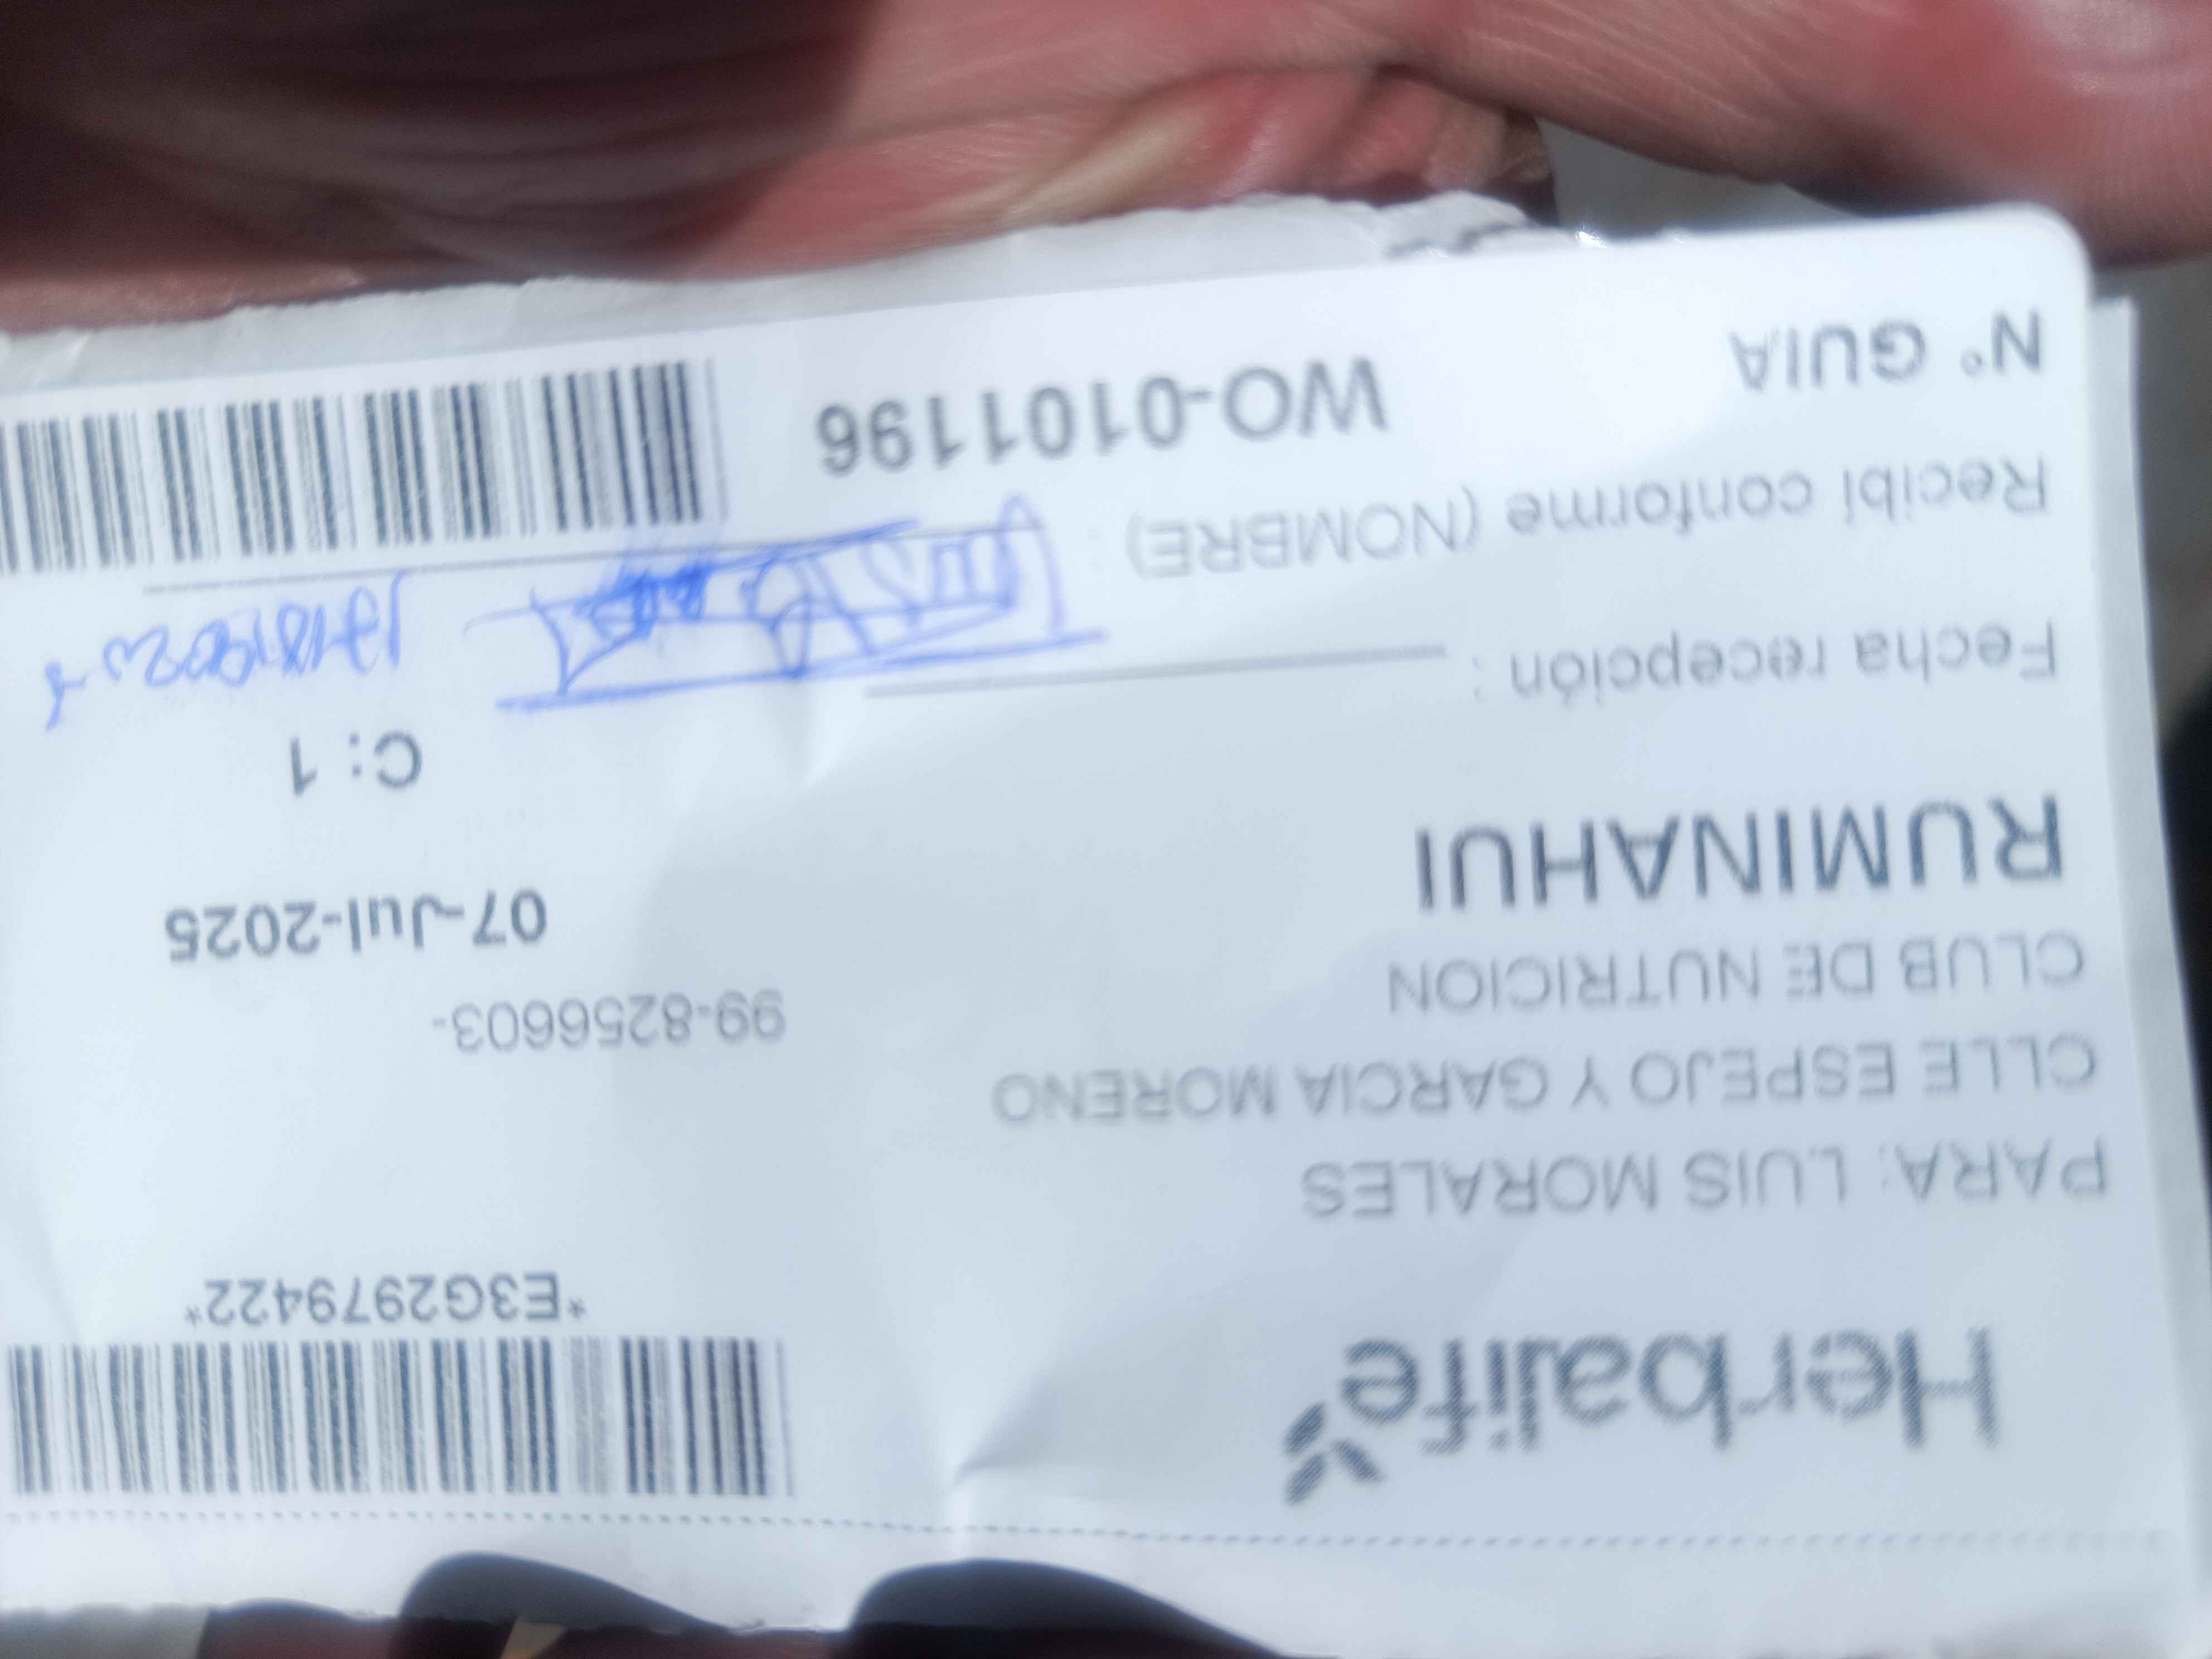 Herbalife
*E3G2979422*
PARA: LUIS MORALES
CLLE ESPEJO Y GARCIA MORENO
99-8256603-
CLUB DE NUTRICION
07-Jul-2025
RUMINAHUI
C: 1
Fecha recepción :
Recibí conforme (NOMBRE) :
N° GUIA
WO-0101196